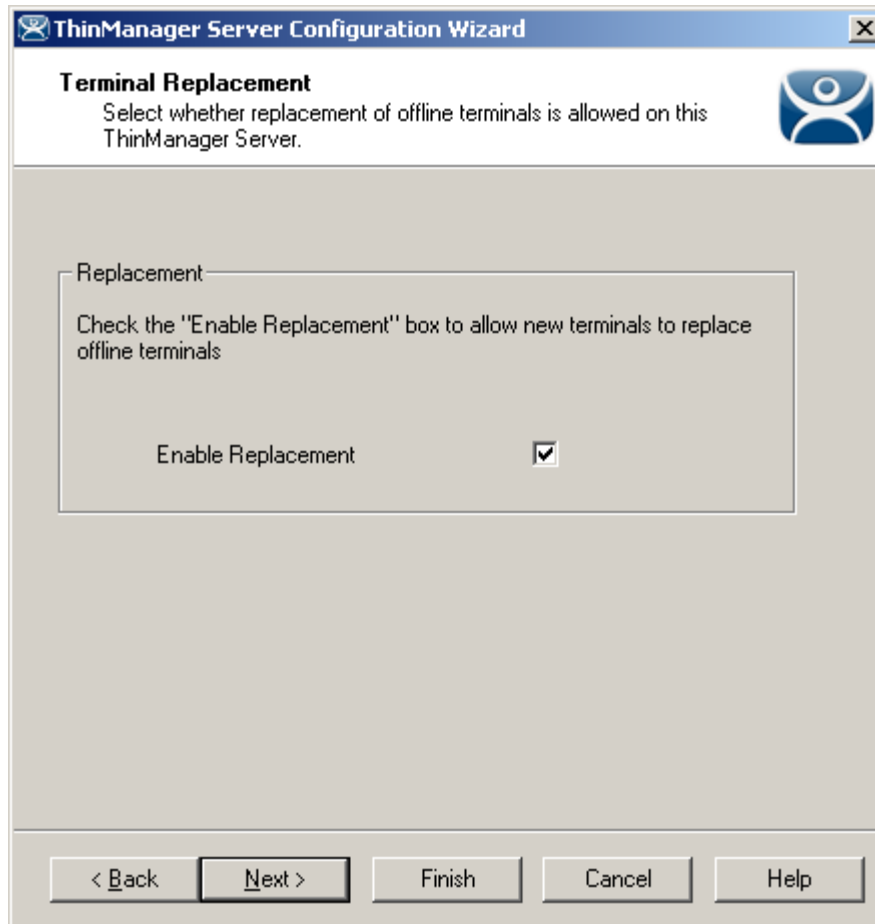 ThinManager Server Configuration Wizard
Terminal Replacement
Select whether replacement of offline terminals is allowed on this
ThinManager Server.
Replacement
Check the "Enable Replacement" box to allow new terminals to replace
offline terminals
Enable Replacement
< Back Next > Finish Cancel Help